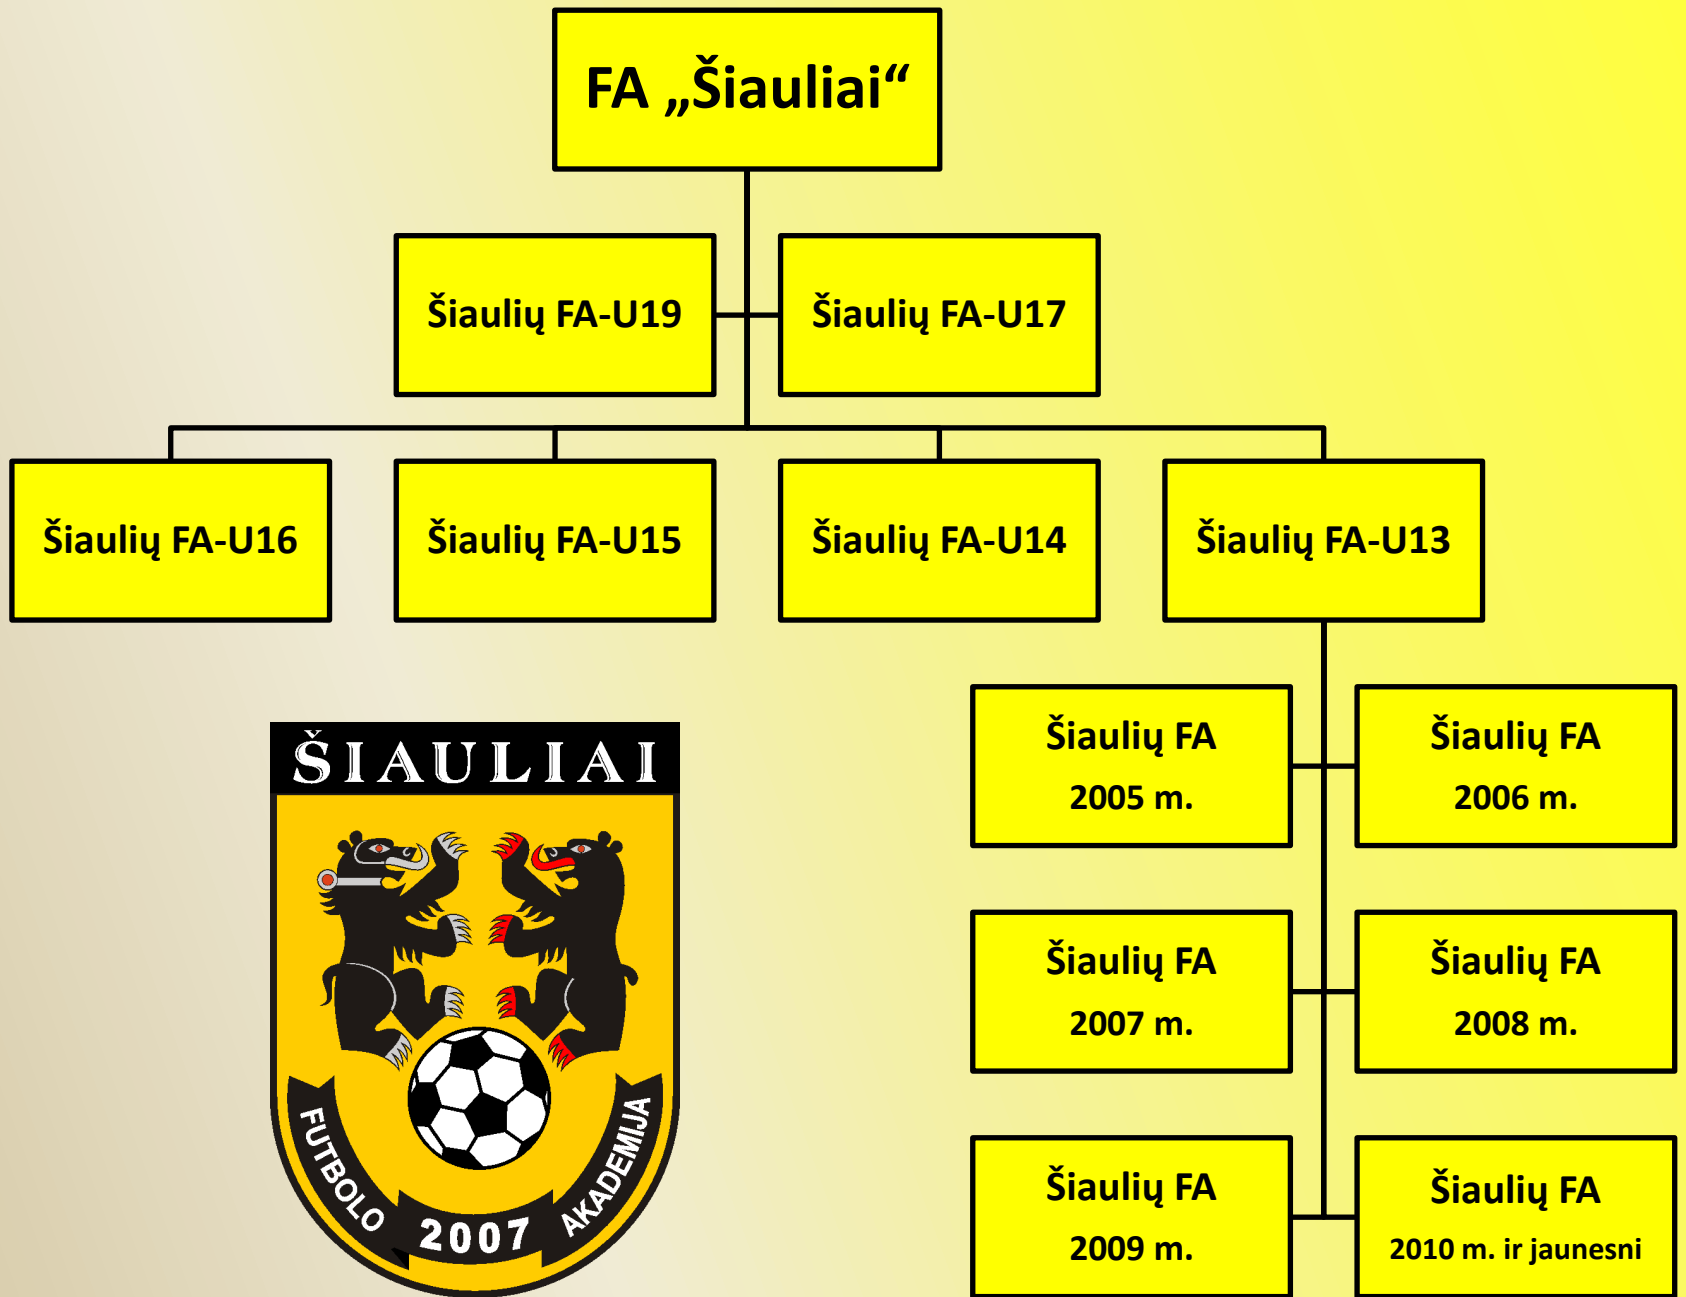 FA „Šiauliai“
Šiaulių FA-U19
Šiaulių FA-U17
Šiaulių FA-U16
Šiaulių FA-U15
Šiaulių FA-U14
Šiaulių FA-U13
Šiaulių FA
2005 m.
Šiaulių FA
2006 m.
Šiaulių FA
2007 m.
Šiaulių FA
2008 m.
Šiaulių FA
2009 m.
Šiaulių FA
2010 m. ir jaunesni
ŠIAULIAI
FUTBOLO
2007
AKADEMIJA